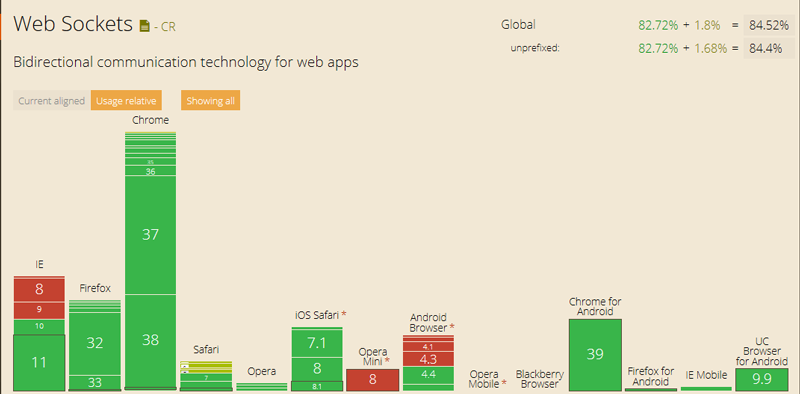 Web Sockets - CR
Global 82.72% + 1.8% = 84.52%
unprefixed: 82.72% + 1.68% = 84.4%
Bidirectional communication technology for web apps
Current aligned Usage relative Showing all
IE
8
9
10
11
Firefox
32
33
Chrome
35
36
37
38
Safari
7
Opera
iOS Safari *
7.1
8
8.1
Opera
Mini *
8
Android
Browser *
4.1
4.3
4.4
Opera
Mobile *
Blackberry
Browser
Chrome for
Android
39
Firefox for
Android
IE Mobile
UC
Browser
for Android
9.9